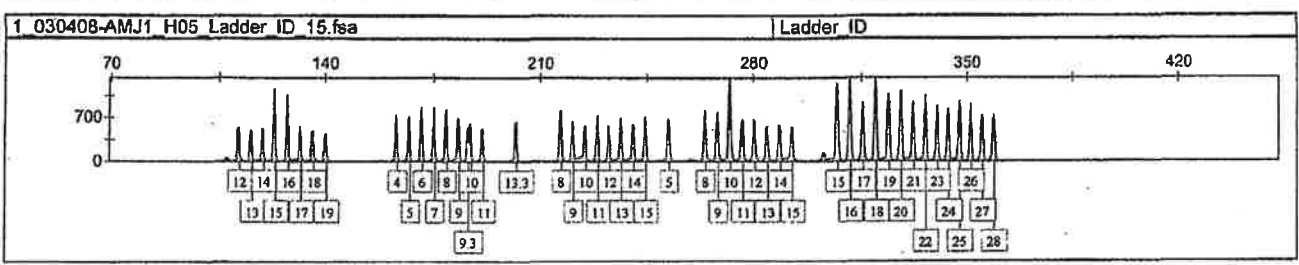 1_030408-AMJ1_H05_Ladder_ID_15.fsa Ladder_ID
70 140 210 280 350 420
700
0
12 14 16 18 4 6 8 10 13.3 8 10 12 14 5 8 10 12 14 15 17 19 21 23 26
13 15 17 19 5 7 9 11 9 11 13 15 9 11 13 15 16 18 20 24 27
9.3 22 25 28